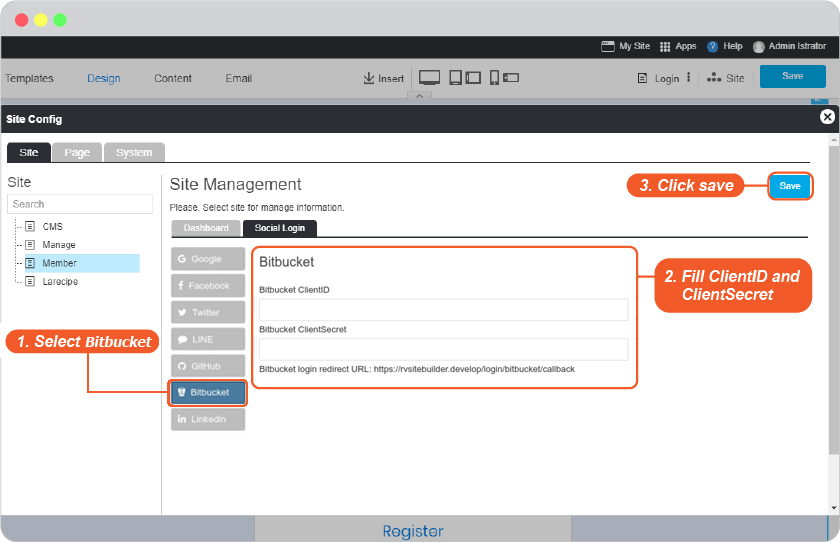 My Site Apps ? Help Admin Istrator
Templates Design Content Email Insert Login Site Save
Site Config
Site Page System
Site
Search
CMS
Manage
Member
Larecipe
Site Management
Please, Select site for manage information.
3. Click save
Save
Dashboard Social Login
Google
Facebook
Twitter
LINE
GitHub
Bitbucket
Linkedin
1. Select Bitbucket
Bitbucket
Bitbucket ClientID
Bitbucket ClientSecret
Bitbucket login redirect URL: https://rvsitebuilder.develop/login/bitbucket/callback
2. Fill ClientID and
ClientSecret
Register